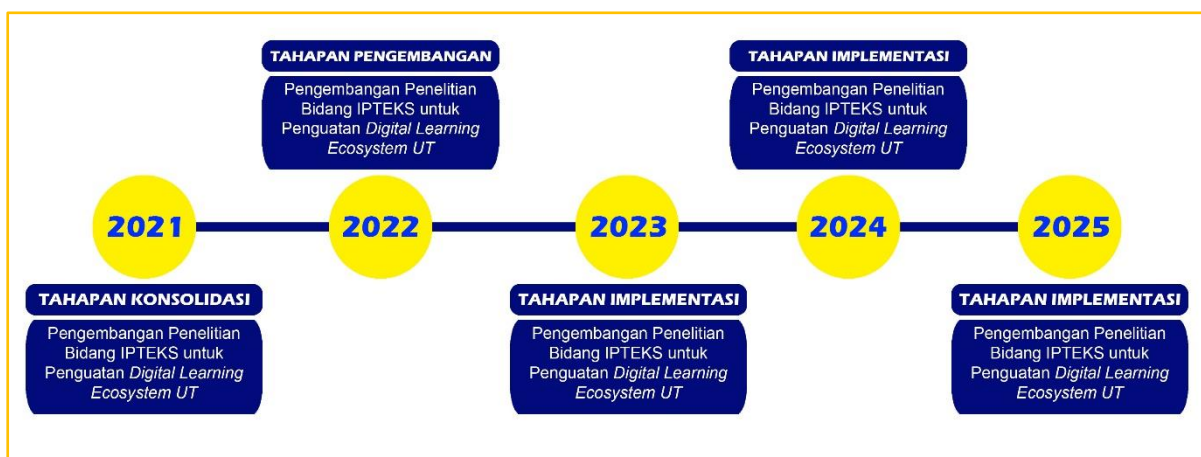 TAHAPAN PENGEMBANGAN
Pengembangan Penelitian
Bidang IPTEKS untuk
Penguatan Digital Learning
Ecosystem UT
TAHAPAN IMPLEMENTASI
Pengembangan Penelitian
Bidang IPTEKS untuk
Penguatan Digital Learning
Ecosystem UT
2021
2022
2023
2024
2025
TAHAPAN KONSOLIDASI
Pengembangan Penelitian
Bidang IPTEKS untuk
Penguatan Digital Learning
Ecosystem UT
TAHAPAN IMPLEMENTASI
Pengembangan Penelitian
Bidang IPTEKS untuk
Penguatan Digital Learning
Ecosystem UT
TAHAPAN IMPLEMENTASI
Pengembangan Penelitian
Bidang IPTEKS untuk
Penguatan Digital Learning
Ecosystem UT